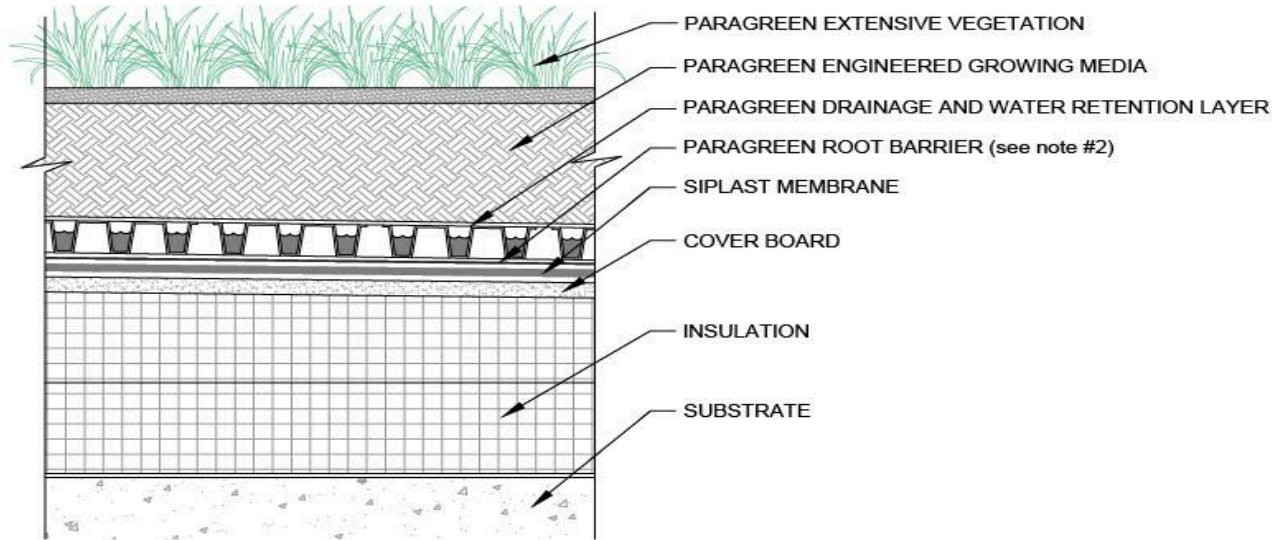 PARAGREEN EXTENSIVE VEGETATION
PARAGREEN ENGINEERED GROWING MEDIA
PARAGREEN DRAINAGE AND WATER RETENTION LAYER
PARAGREEN ROOT BARRIER (see note #2)
SIPLAST MEMBRANE
COVER BOARD
INSULATION
SUBSTRATE